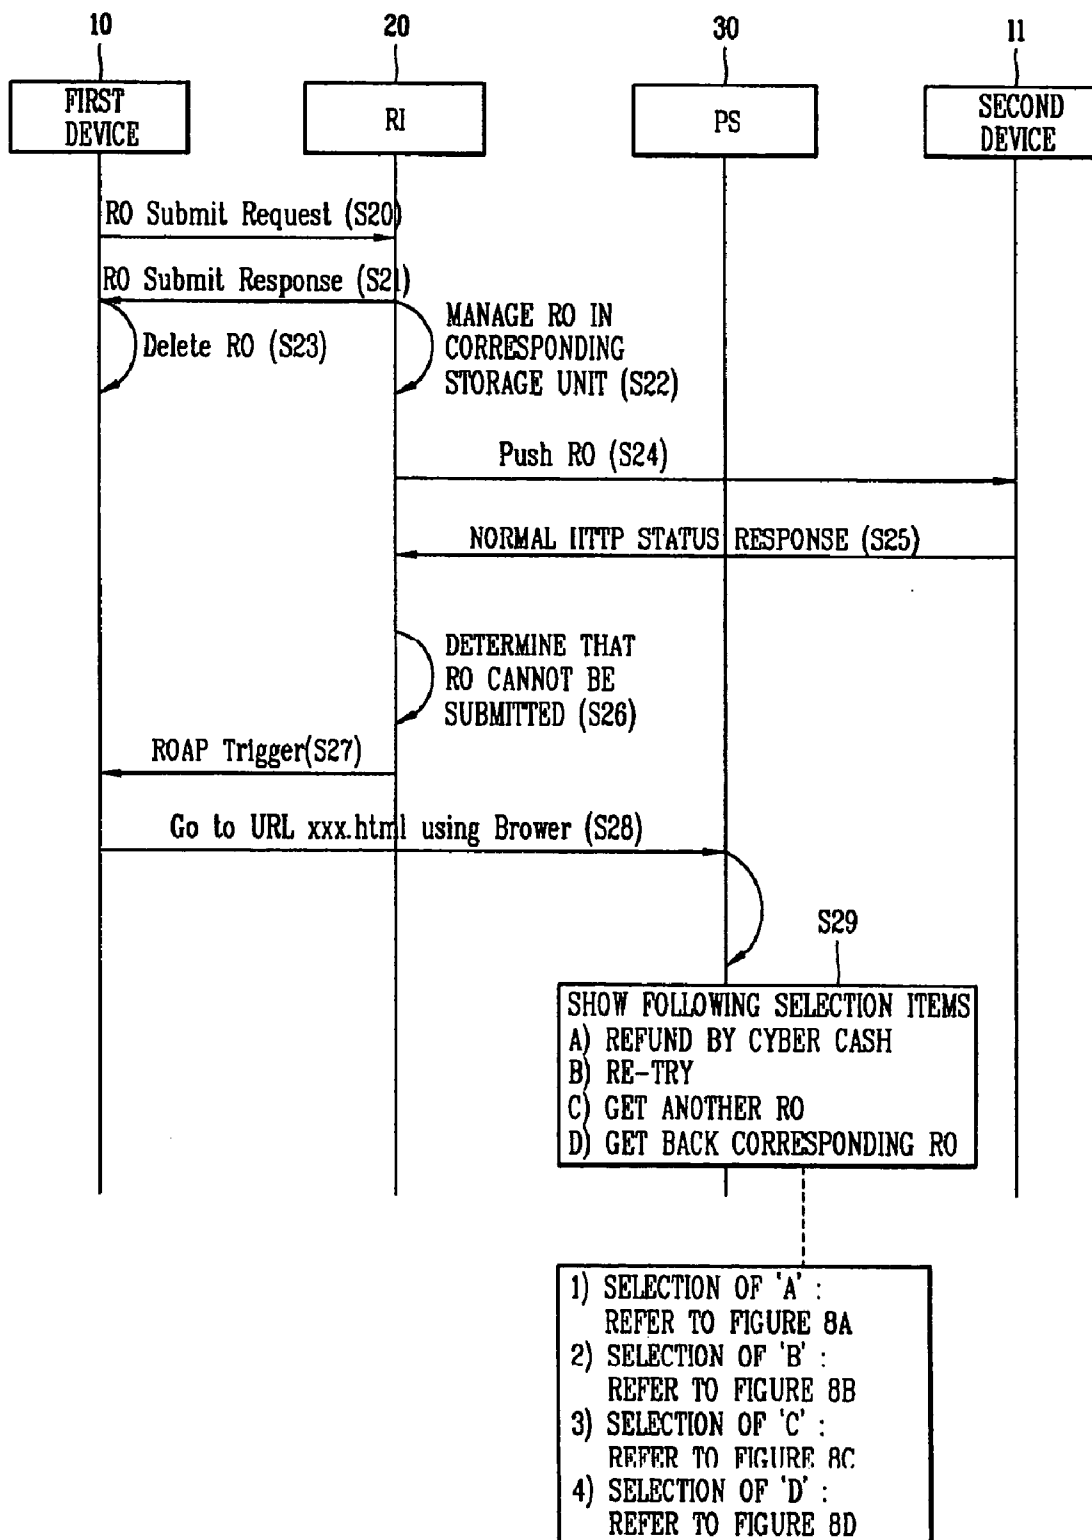 10
20
30
11
FIRST
DEVICE
RI
PS
SECOND
DEVICE
RO Submit Request (S20)
RO Submit Response (S21)
MANAGE RO IN
CORRESPONDING
STORAGE UNIT (S22)
Delete RO (S23)
Push RO (S24)
NORMAL HTTP STATUS RESPONSE (S25)
DETERMINE THAT
RO CANNOT BE
SUBMITTED (S26)
ROAP Trigger(S27)
Go to URL xxx.html using Brower (S28)
S29
SHOW FOLLOWING SELECTION ITEMS
A) REFUND BY CYBER CASH
B) RE-TRY
C) GET ANOTHER RO
D) GET BACK CORRESPONDING RO
1) SELECTION OF 'A' :
REFER TO FIGURE 8A
2) SELECTION OF 'B' :
REFER TO FIGURE 8B
3) SELECTION OF 'C' :
REFER TO FIGURE 8C
4) SELECTION OF 'D' :
REFER TO FIGURE 8D